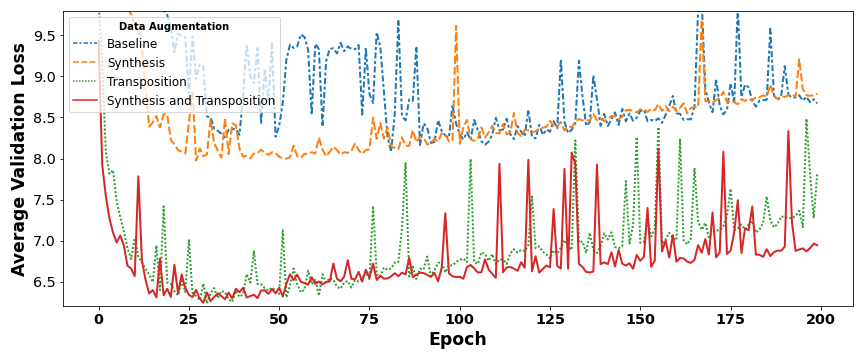 Data Augmentation
Baseline
Synthesis
Transposition
Synthesis and Transposition
Average Validation Loss
9.5
9.0
8.5
8.0
7.5
7.0
6.5
0 25 50 75 100 125 150 175 200
Epoch